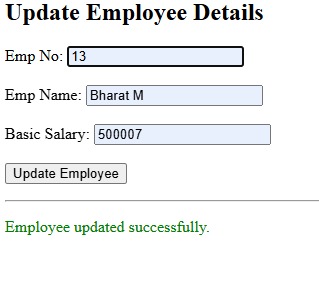 Update Employee Details
Emp No: 13
Emp Name: Bharat M
Basic Salary: 500007
Update Employee
Employee updated successfully.